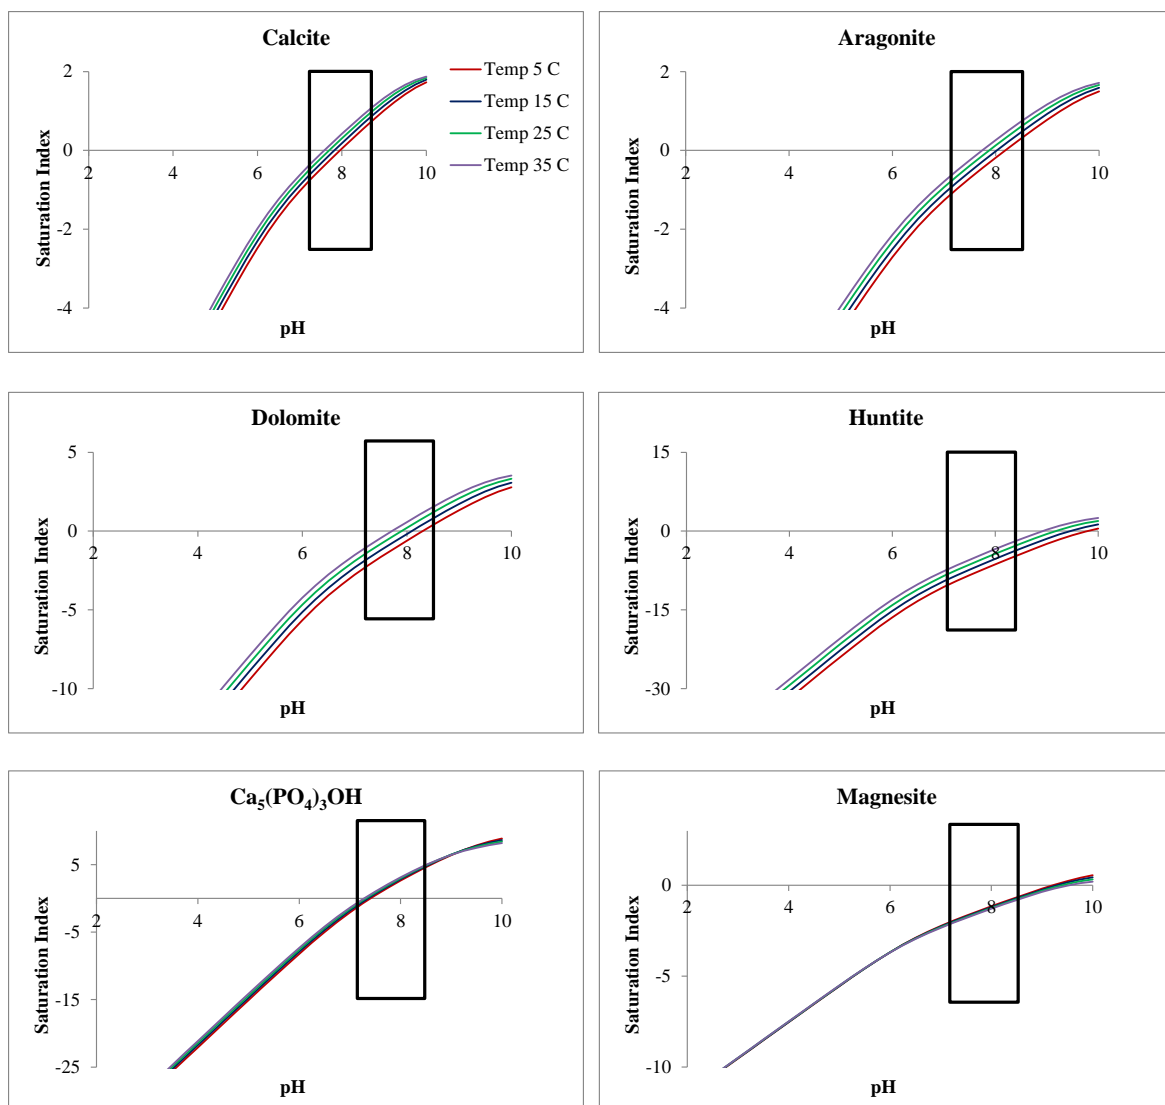 Calcite
Temp 5 C
Temp 15 C
Temp 25 C
Temp 35 C
2
0
-2
-4
2
4
6
8
10
Saturation Index
pH
Aragonite
2
0
-2
-4
2
4
6
8
10
Saturation Index
pH
Dolomite
5
0
-5
-10
2
4
6
8
10
Saturation Index
pH
Huntite
15
0
-15
-30
2
4
6
8
10
Saturation Index
pH
Ca₅(PO₄)₃OH
5
-5
-15
-25
2
4
6
8
10
Saturation Index
pH
Magnesite
0
-5
-10
2
4
6
8
10
Saturation Index
pH